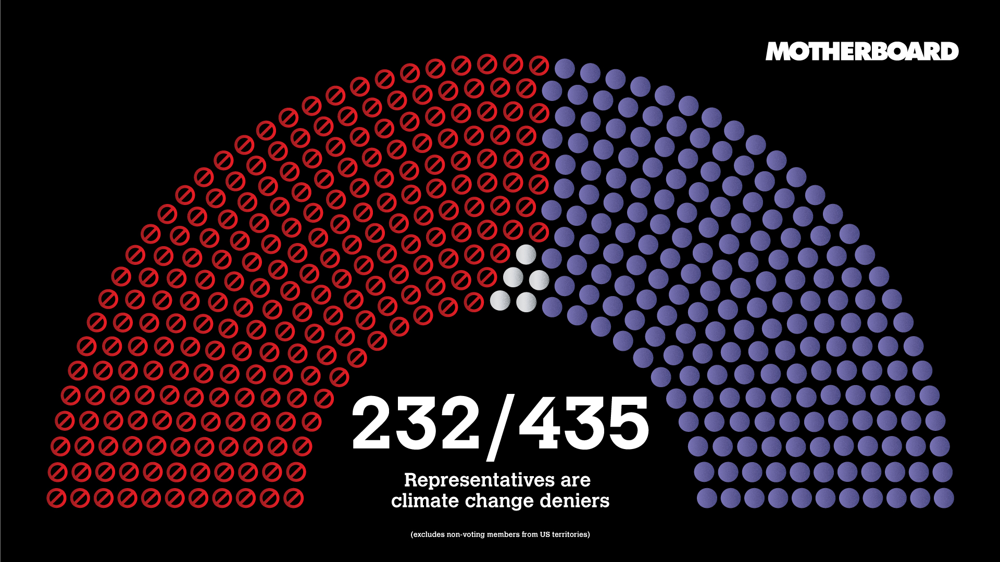 MOTHERBOARD
232/435
Representatives are
climate change deniers
(excludes non-voting members from US territories)